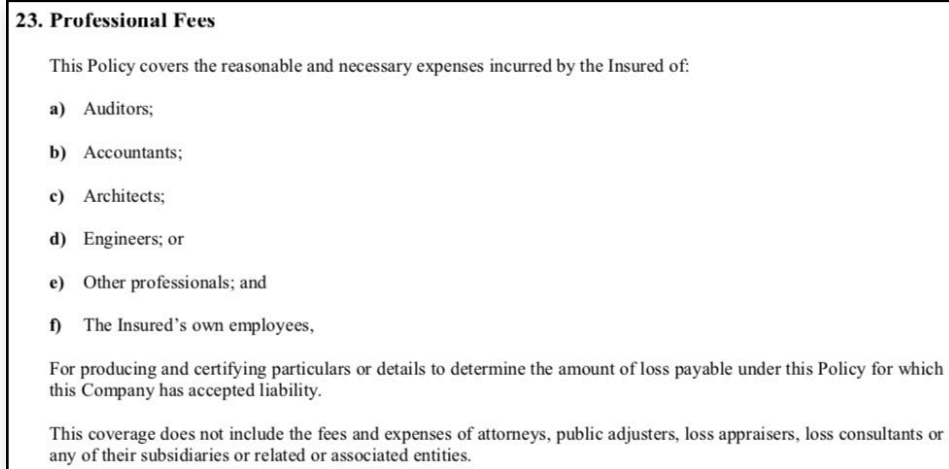 23. Professional Fees
This Policy covers the reasonable and necessary expenses incurred by the Insured of:
a) Auditors;
b) Accountants;
c) Architects;
d) Engineers; or
e) Other professionals; and
f) The Insured's own employees,
For producing and certifying particulars or details to determine the amount of loss payable under this Policy for which
this Company has accepted liability.
This coverage does not include the fees and expenses of attorneys, public adjusters, loss appraisers, loss consultants or
any of their subsidiaries or related or associated entities.